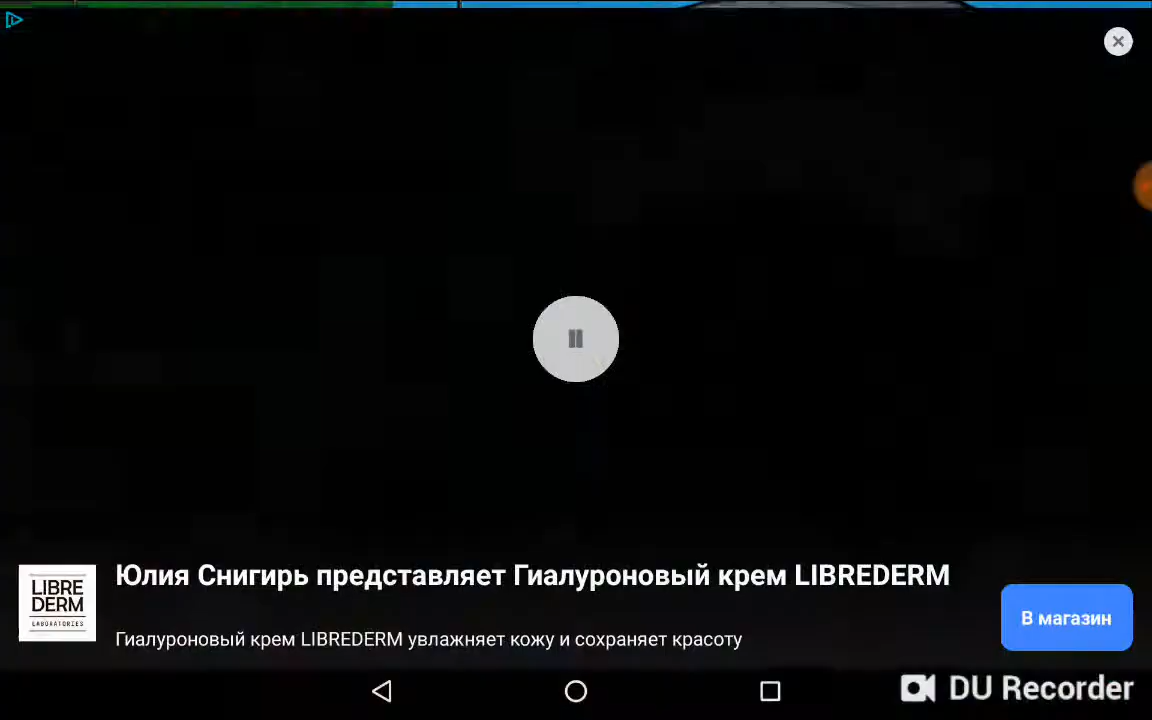 Юлия Снигирь представляет Гиалуроновый крем LIBREDERM
LIBRE
DERM
LABORATORIES
Гиалуроновый крем LIBREDERM увлажняет кожу и сохраняет красоту
В магазин
DU Recorder